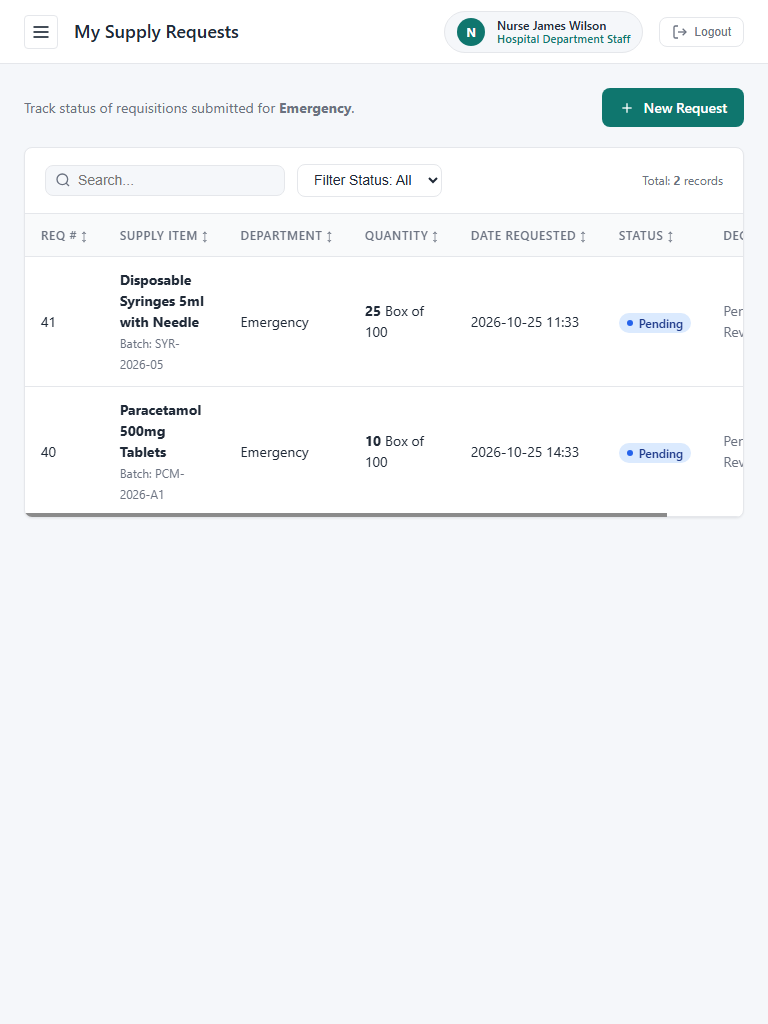 My Supply Requests
N
Nurse James Wilson
Hospital Department Staff
Logout
Track status of requisitions submitted for Emergency.
+ New Request
Search...
Filter Status: All
Total: 2 records
REQ # ↕ SUPPLY ITEM ↕ DEPARTMENT ↕ QUANTITY ↕ DATE REQUESTED ↕ STATUS ↕
41
Disposable
Syringes 5ml
with Needle
Batch: SYR-
2026-05
Emergency
25 Box of
100
2026-10-25 11:33
Pending
40
Paracetamol
500mg
Tablets
Batch: PCM-
2026-A1
Emergency
10 Box of
100
2026-10-25 14:33
Pending